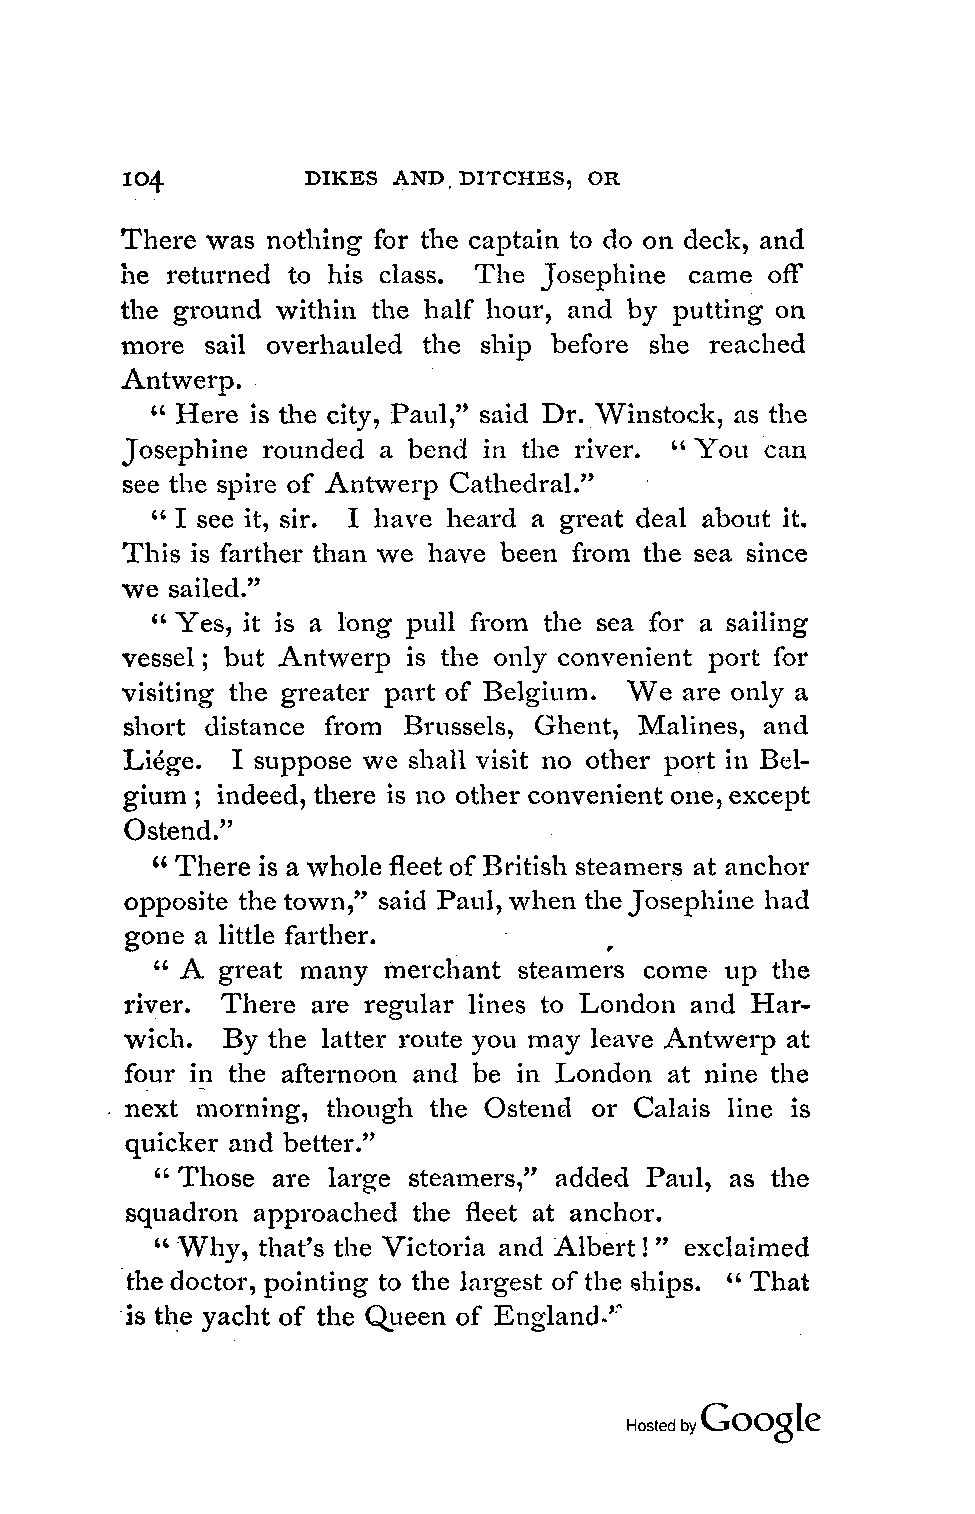 104 DIKES AND DITCHES, OR
There was nothing for the captain to do on deck, and
he returned to his class. The Josephine came off
the ground within the half hour, and by putting on
more sail overhauled the ship before she reached
Antwerp.
“ Here is the city, Paul,” said Dr. Winstock, as the
Josephine rounded a bend in the river. “ You can
see the spire of Antwerp Cathedral.”
“ I see it, sir. I have heard a great deal about it.
This is farther than we have been from the sea since
we sailed.”
“ Yes, it is a long pull from the sea for a sailing
vessel ; but Antwerp is the only convenient port for
visiting the greater part of Belgium. We are only a
short distance from Brussels, Ghent, Malines, and
Liége. I suppose we shall visit no other port in Bel-
gium ; indeed, there is no other convenient one, except
Ostend.”
“ There is a whole fleet of British steamers at anchor
opposite the town,” said Paul, when the Josephine had
gone a little farther.
“ A great many merchant steamers come up the
river. There are regular lines to London and Har-
wich. By the latter route you may leave Antwerp at
four in the afternoon and be in London at nine the
next morning, though the Ostend or Calais line is
quicker and better.”
“ Those are large steamers,” added Paul, as the
squadron approached the fleet at anchor.
“ Why, that’s the Victoria and Albert ! ” exclaimed
the doctor, pointing to the largest of the ships. “ That
is the yacht of the Queen of England.”
Hosted by Google